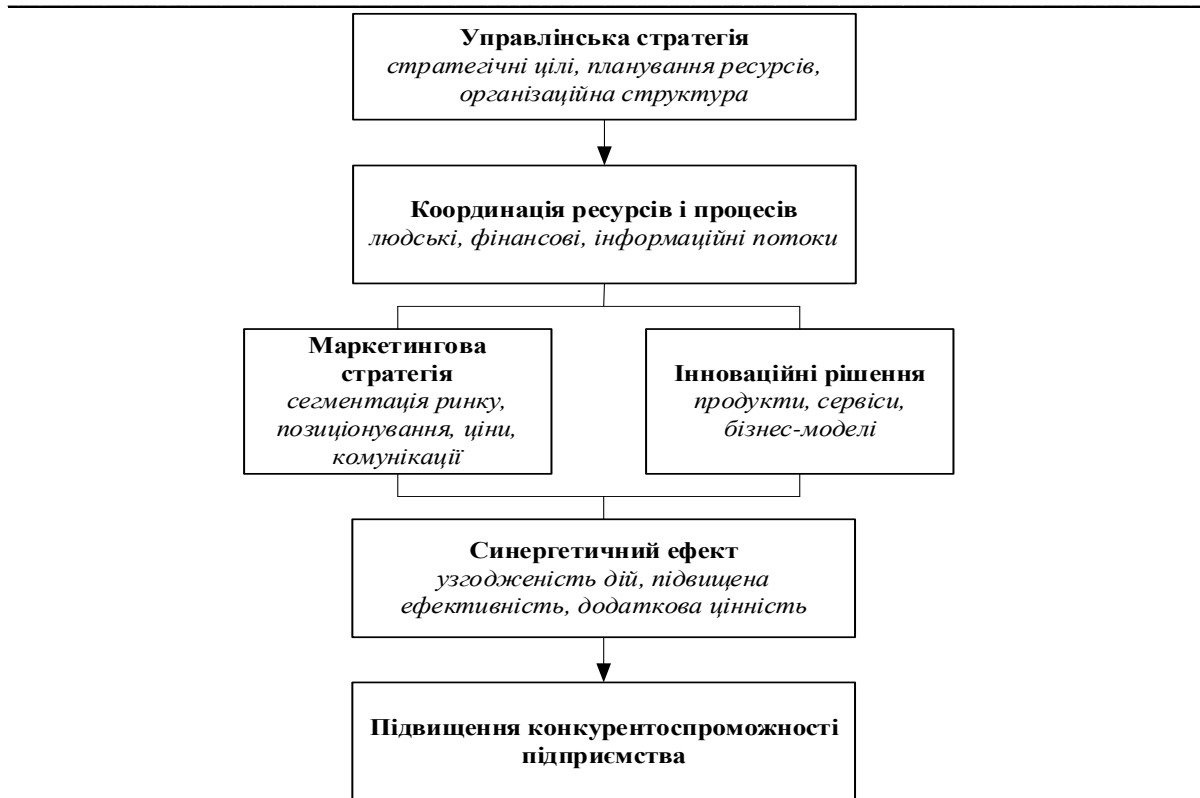 Управлінська стратегія
стратегічні цілі, планування ресурсів,
організаційна структура
Координація ресурсів і процесів
людські, фінансові, інформаційні потоки
Маркетингова
стратегія
сегментація ринку,
позиціонування, ціни,
комунікації
Інноваційні рішення
продукти, сервіси,
бізнес-моделі
Синергетичний ефект
узгодженість дій, підвищена
ефективність, додаткова цінність
Підвищення конкурентоспроможності
підприємства